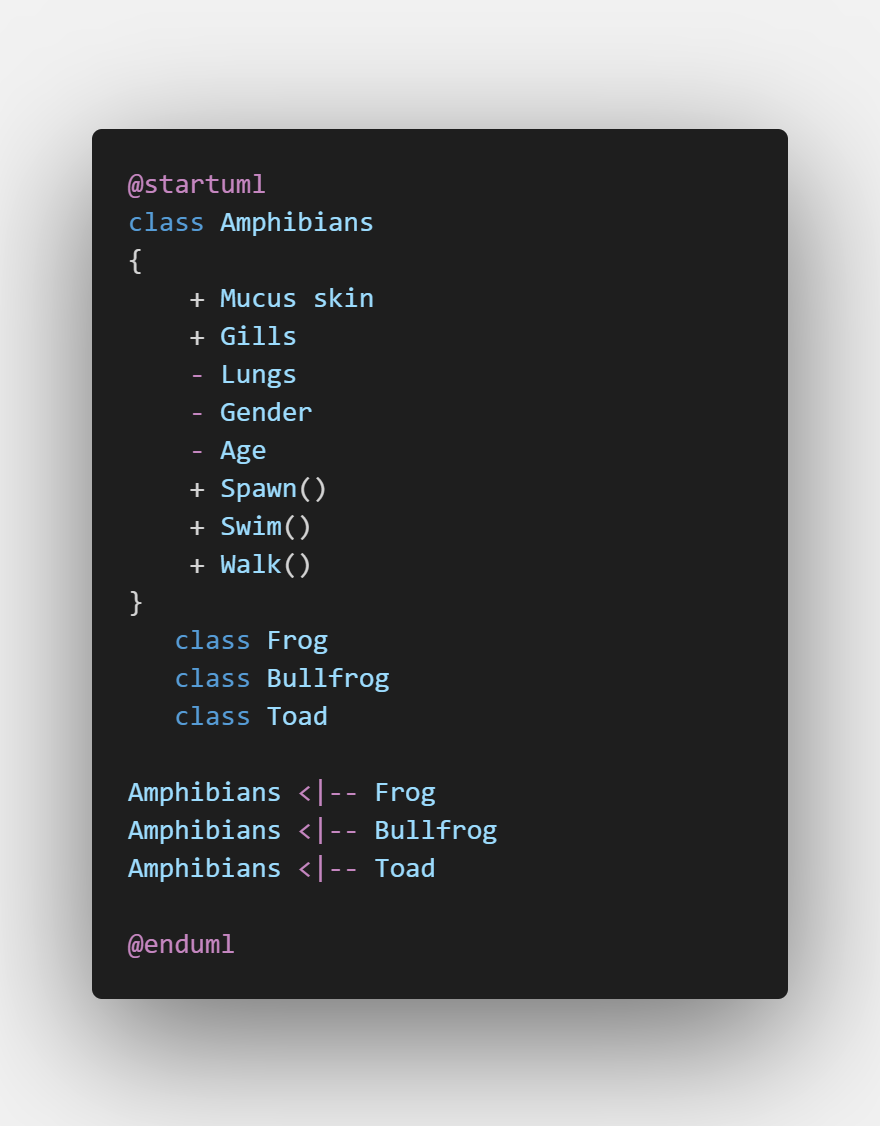 @startuml
class Amphibians
{
    + Mucus skin
    + Gills
    - Lungs
    - Gender
    - Age
    + Spawn()
    + Swim()
    + Walk()
}
   class Frog
   class Bullfrog
   class Toad

Amphibians <|-- Frog
Amphibians <|-- Bullfrog
Amphibians <|-- Toad

@enduml